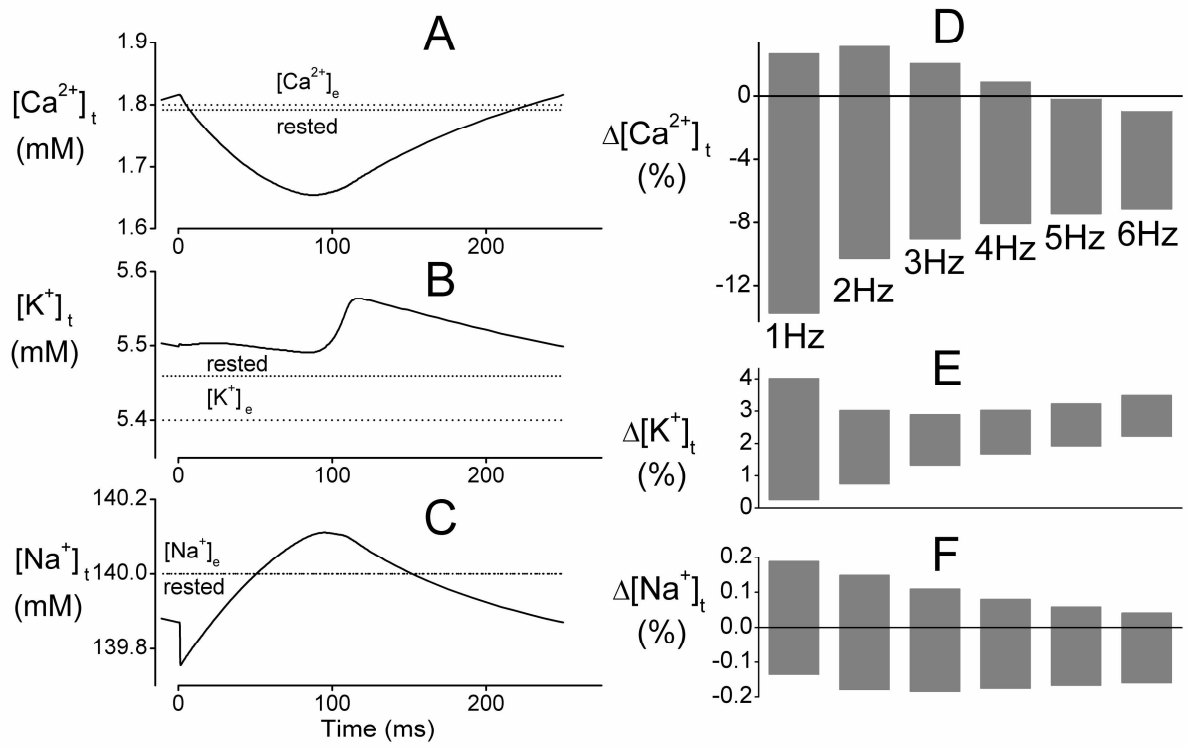 A
1.9
[Ca2+]t
(mM)
1.8
1.7
1.6
[Ca2+]e
rested
0 100 200
B
5.6
[K+]t
(mM)
5.5
5.4
rested
[K+]e
0 100 200
C
140.2
[Na+]t
(mM)
140.0
139.8
[Na+]e
rested
0 100 200
Time (ms)
D
0
Δ[Ca2+]t
(%)
-4
-8
-12
1Hz 2Hz 3Hz 4Hz 5Hz 6Hz
E
4
3
Δ[K+]t
(%)
2
1
0
F
0.2
0.1
Δ[Na+]t
(%)
0.0
-0.1
-0.2